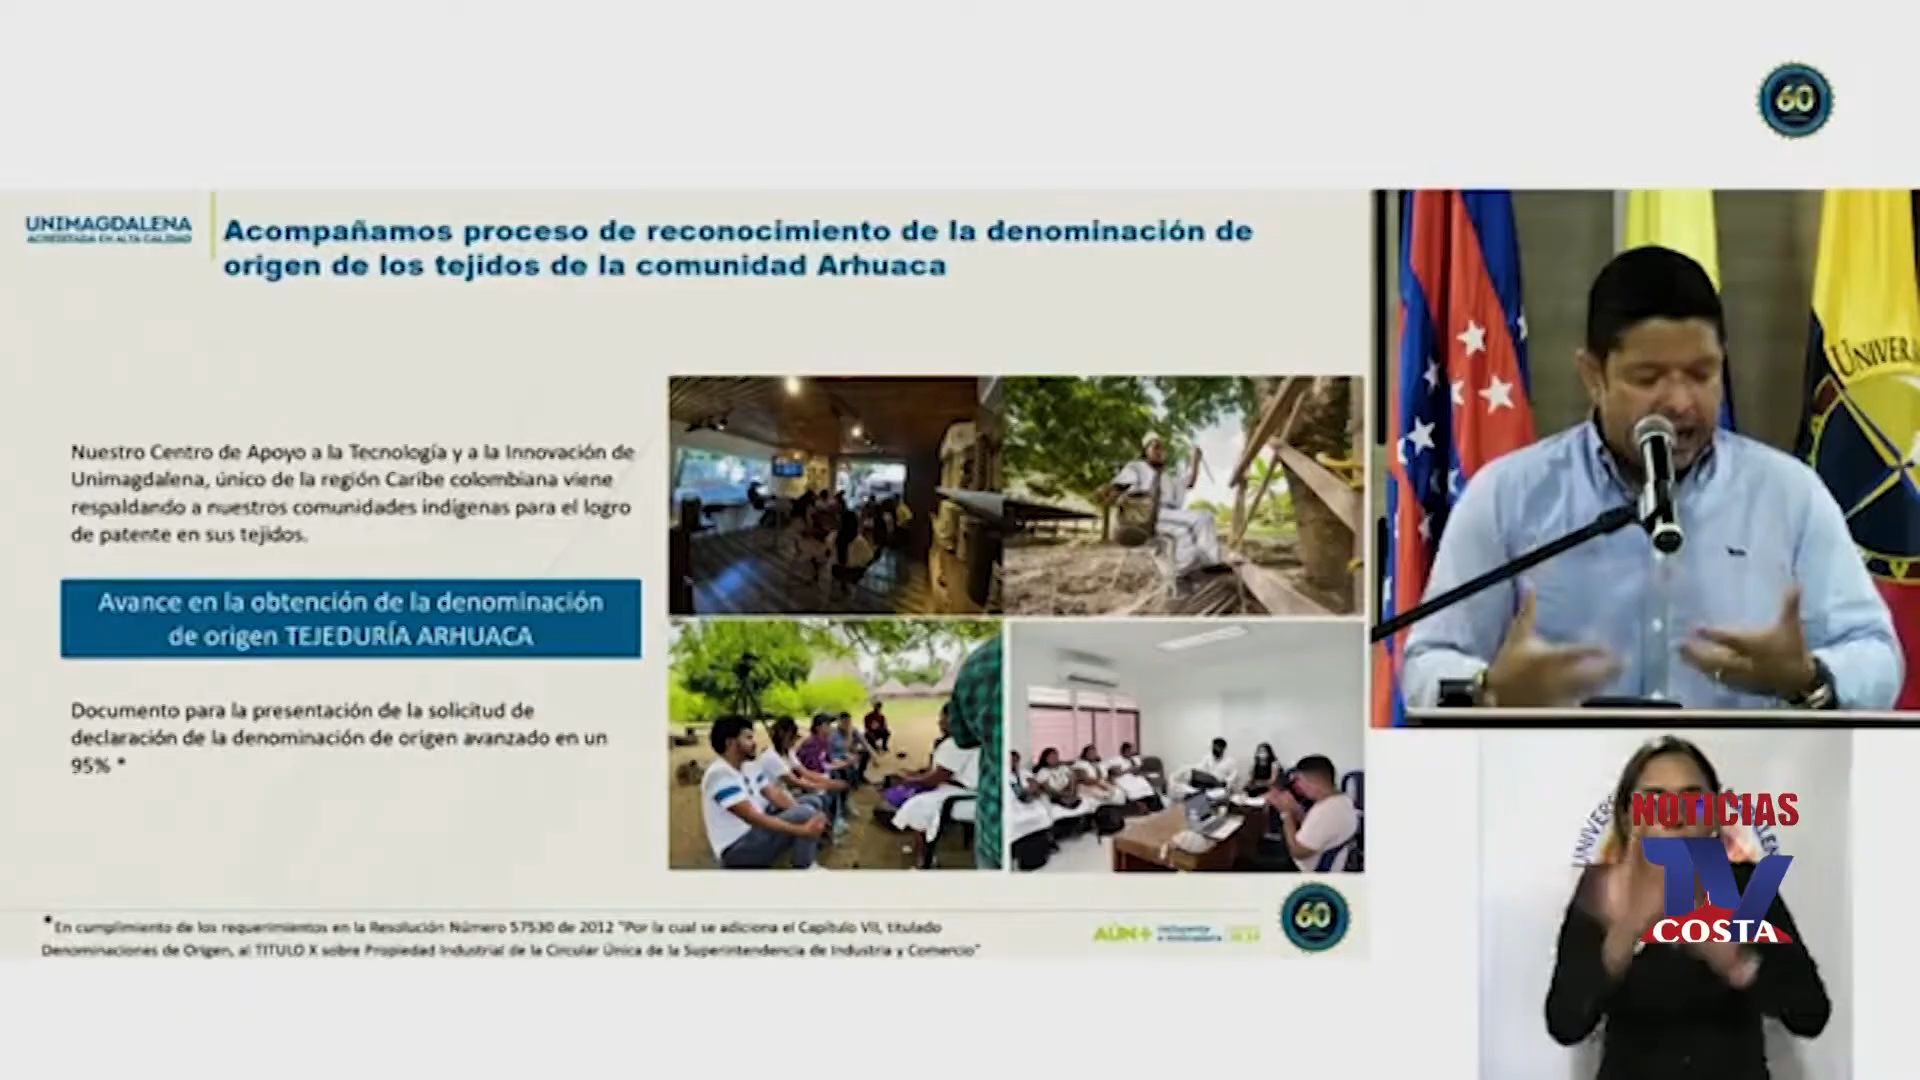 60
UNIMAGDALENA
ACREDITADA EN ALTA CALIDAD
Acompañamos proceso de reconocimiento de la denominación de
origen de los tejidos de la comunidad Arhuaca
Nuestro Centro de Apoyo a la Tecnología y a la Innovación de
Unimagdalena, único de la región Caribe colombiana viene
respaldando a nuestros comunidades indígenas para el logro
de patente en sus tejidos.
Avance en la obtención de la denominación
de origen TEJEDURÍA ARHUACA
Documento para la presentación de la solicitud de
declaración de la denominación de origen avanzado en un
95% *
*En cumplimiento de los requerimientos en la Resolución Número 57530 de 2012 "Por la cual se adiciona el Capítulo VII, titulado
Denominaciones de Origen, al TITULO X sobre Propiedad Industrial de la Circular Única de la Superintendencia de Industria y Comercio"
AÚN+
60
UNIVER
NOTICIAS
TV
COSTA